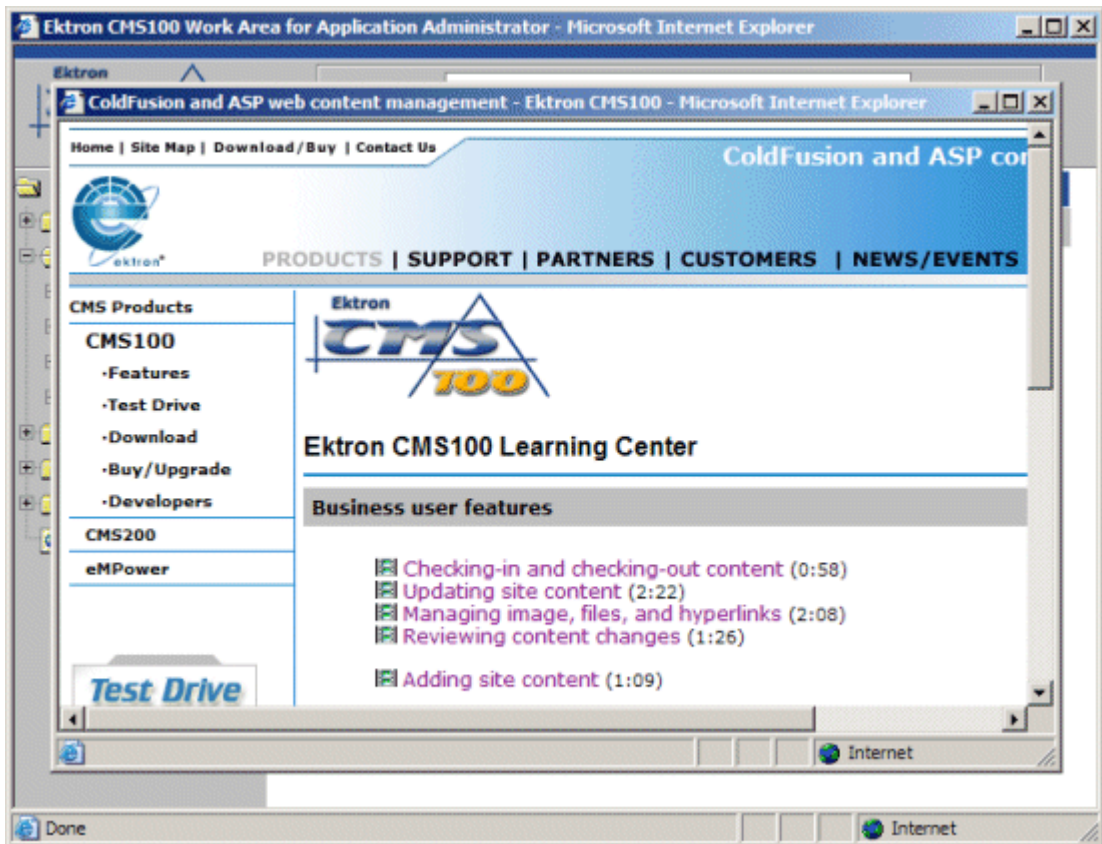 Ektron CMS100 Work Area for Application Administrator - Microsoft Internet Explorer
Ektron
ColdFusion and ASP web content management - Ektron CMS100 - Microsoft Internet Explorer
Home | Site Map | Download/Buy | Contact Us
ColdFusion and ASP con
ektron
PRODUCTS | SUPPORT | PARTNERS | CUSTOMERS | NEWS/EVENTS
CMS Products
CMS100
·Features
·Test Drive
·Download
·Buy/Upgrade
·Developers
CMS200
eMPower
Test Drive
Ektron
CMS
100
Ektron CMS100 Learning Center
Business user features
Checking-in and checking-out content (0:58)
Updating site content (2:22)
Managing image, files, and hyperlinks (2:08)
Reviewing content changes (1:26)
Adding site content (1:09)
Internet
Done
Internet